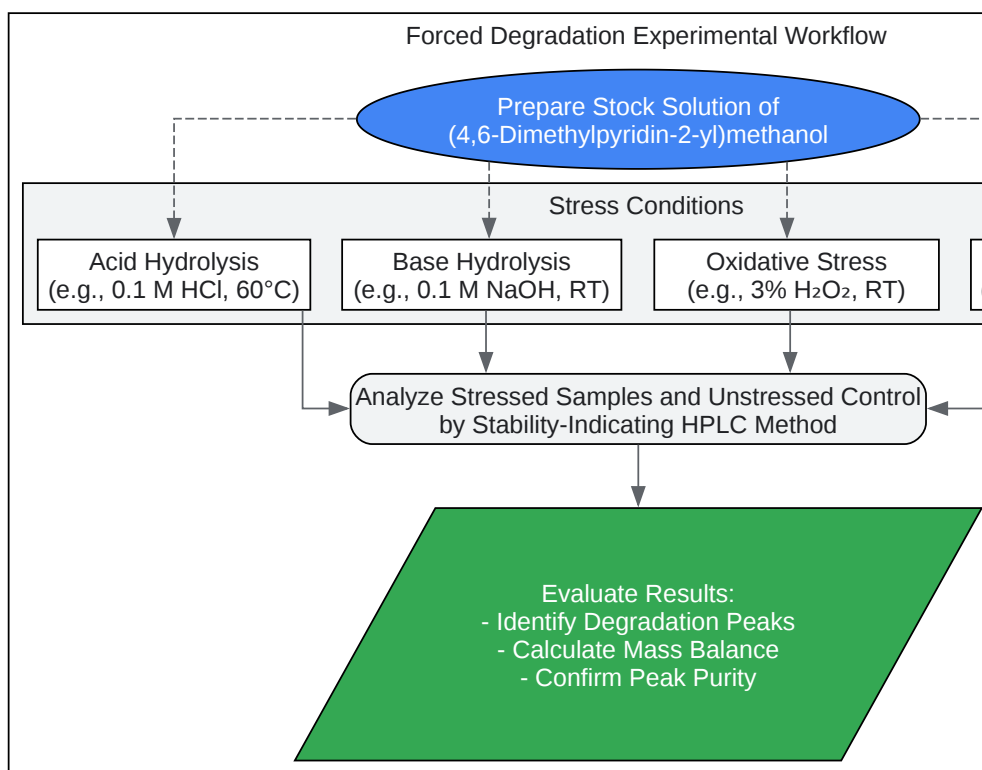 Forced Degradation Experimental Workflow
Prepare Stock Solution of
(4,6-Dimethylpyridin-2-yl)methanol
Stress Conditions
Acid Hydrolysis
(e.g., 0.1 M HCl, 60°C)
Base Hydrolysis
(e.g., 0.1 M NaOH, RT)
Oxidative Stress
(e.g., 3% H₂O₂, RT)
(
Analyze Stressed Samples and Unstressed Control
by Stability-Indicating HPLC Method
Evaluate Results:
- Identify Degradation Peaks
- Calculate Mass Balance
- Confirm Peak Purity